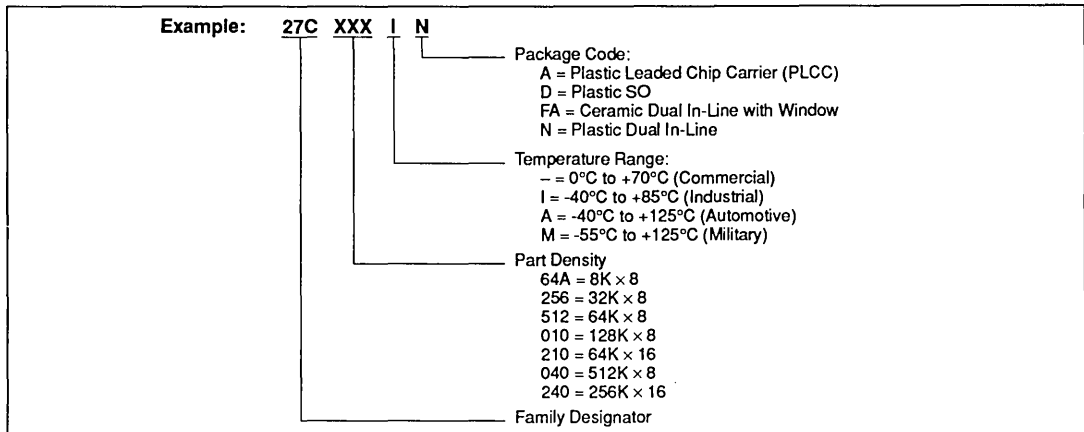 Example: 27C XXX I N
Package Code:
A = Plastic Leaded Chip Carrier (PLCC)
D = Plastic SO
FA = Ceramic Dual In-Line with Window
N = Plastic Dual In-Line
Temperature Range:
– = 0°C to +70°C (Commercial)
I = -40°C to +85°C (Industrial)
A = -40°C to +125°C (Automotive)
M = -55°C to +125°C (Military)
Part Density
64A = 8K × 8
256 = 32K × 8
512 = 64K × 8
010 = 128K × 8
210 = 64K × 16
040 = 512K × 8
240 = 256K × 16
Family Designator